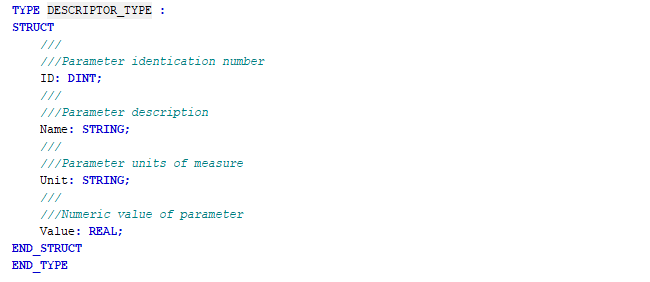 TYPE DESCRIPTOR_TYPE :
STRUCT
///
///Parameter identication number
ID: DINT;
///
///Parameter description
Name: STRING;
///
///Parameter units of measure
Unit: STRING;
///
///Numeric value of parameter
Value: REAL;
END_STRUCT
END_TYPE